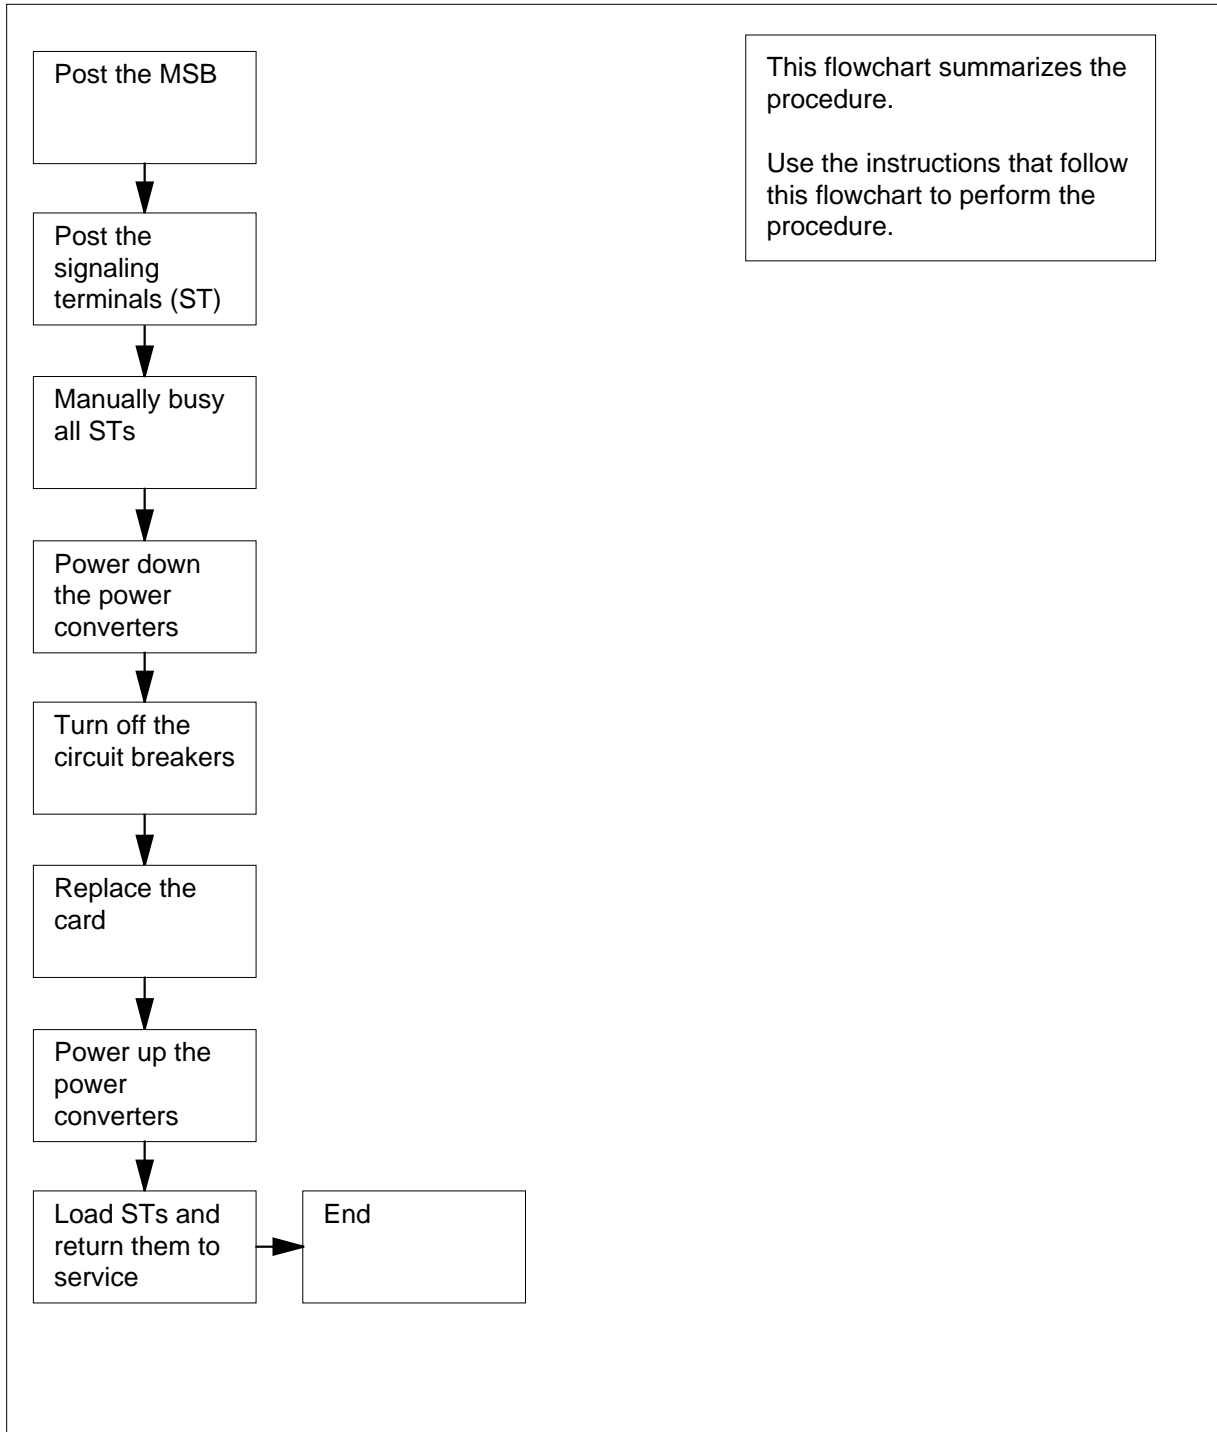 Post the MSB
This flowchart summarizes the
procedure.
Use the instructions that follow
this flowchart to perform the
procedure.
Post the
signaling
terminals (ST)
Manually busy
all STs
Power down
the power
converters
Turn off the
circuit breakers
Replace the
card
Power up the
power
converters
Load STs and
return them to
service
End